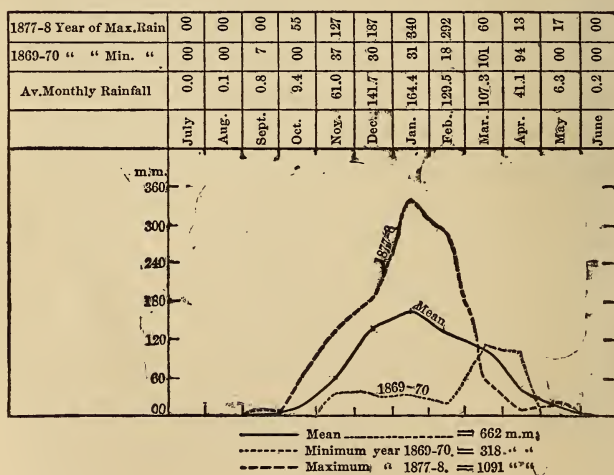 1877-8 Year of Max. Rain 00 00 00 55 127 187 340 292 60 13 17 00
1869-70 " " Min. " 00 00 7 00 37 30 31 18 101 94 00 00
Av. Monthly Rainfall 0.0 0.1 0.8 9.4 61.0 141.7 164.4 129.5 107.3 41.1 6.3 0.2
July Aug. Sept. Oct. Nov. Dec. Jan. Feb. Mar. Apr. May June
m.m.
360
300
240
180
120
60
00
1877-8
Mean
1869-70
Mean = 662 m.m.
Minimum year 1869-70. = 318 " "
Maximum " 1877-8. = 1091 " "